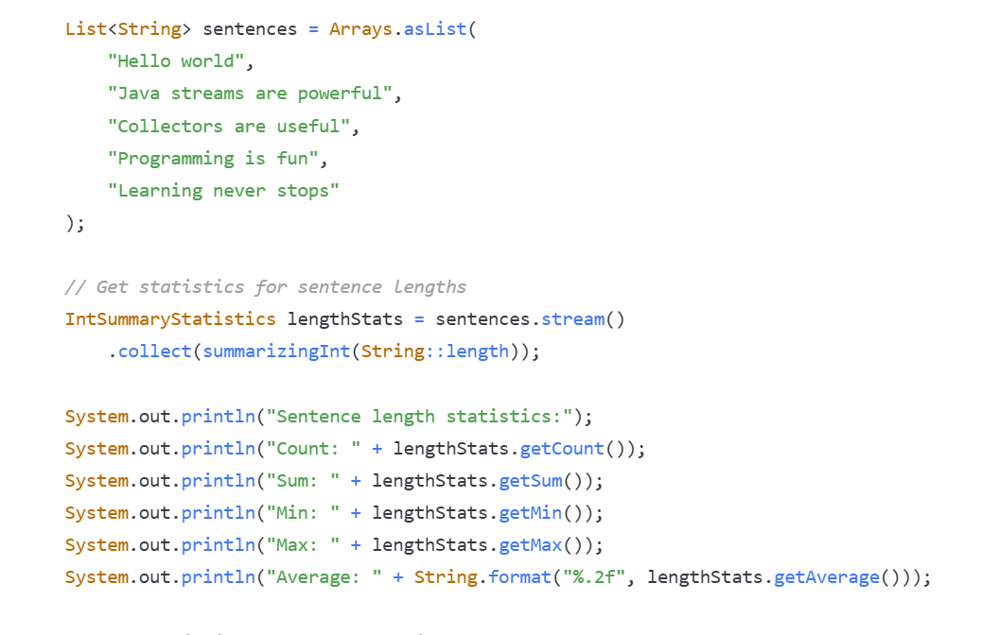 List<String> sentences = Arrays.asList(
    "Hello world",
    "Java streams are powerful",
    "Collectors are useful",
    "Programming is fun",
    "Learning never stops"
);
// Get statistics for sentence lengths
IntSummaryStatistics lengthStats = sentences.stream()
    .collect(summarizingInt(String::length));
System.out.println("Sentence length statistics:");
System.out.println("Count: " + lengthStats.getCount());
System.out.println("Sum: " + lengthStats.getSum());
System.out.println("Min: " + lengthStats.getMin());
System.out.println("Max: " + lengthStats.getMax());
System.out.println("Average: " + String.format("%.2f", lengthStats.getAverage()));